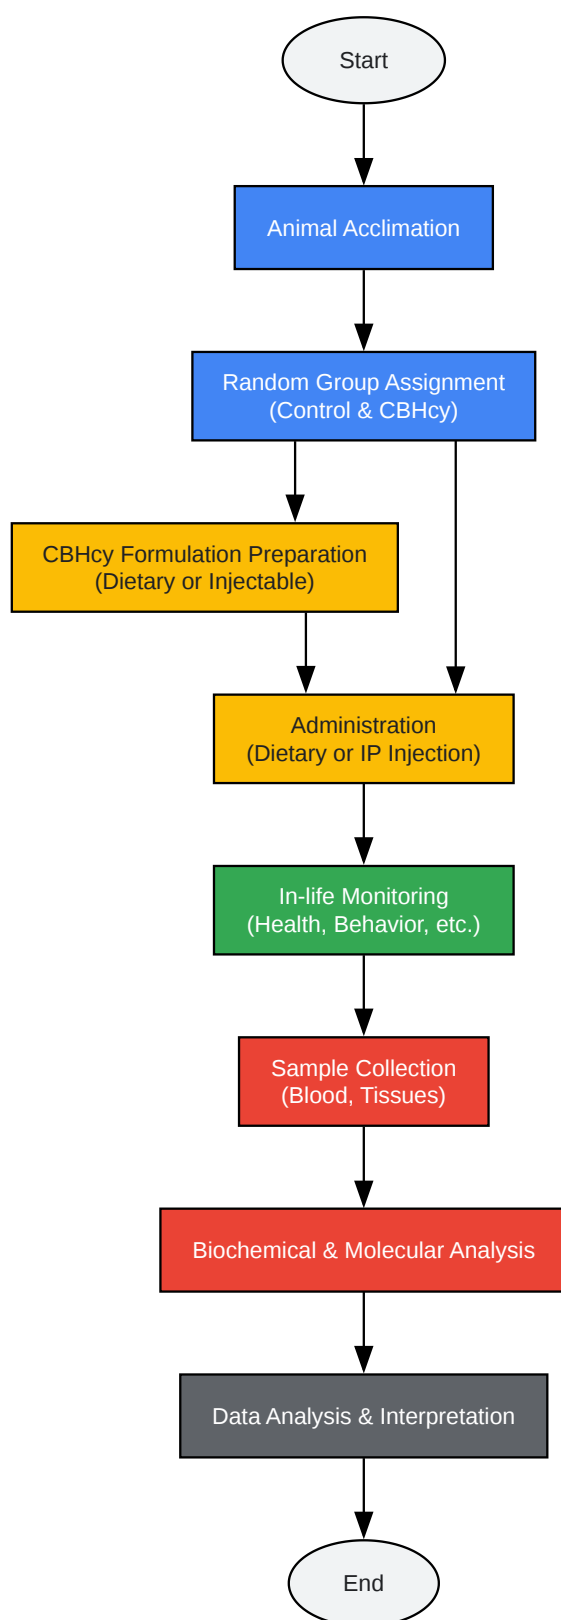 Start
Animal Acclimation
Random Group Assignment
(Control & CBHcy)
CBHcy Formulation Preparation
(Dietary or Injectable)
Administration
(Dietary or IP Injection)
In-life Monitoring
(Health, Behavior, etc.)
Sample Collection
(Blood, Tissues)
Biochemical & Molecular Analysis
Data Analysis & Interpretation
End